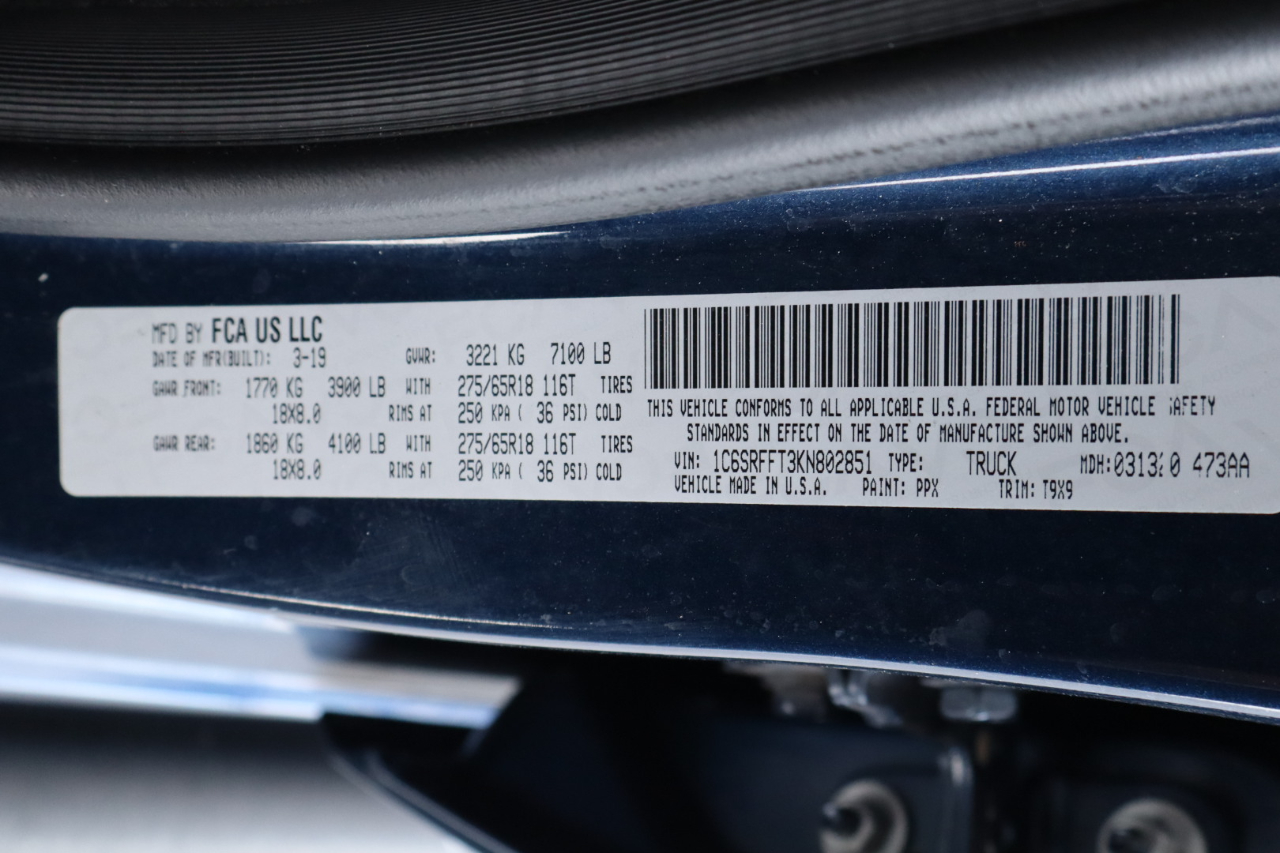 MFD BY FCA US LLC
DATE OF MFR(BUILT): 3-19 GVWR: 3221 KG 7100 LB
GAWR FRONT: 1770 KG 3900 LB WITH 275/65R18 116T TIRES
18X8.0 RIMS AT 250 KPA ( 36 PSI) COLD
GAWR REAR: 1860 KG 4100 LB WITH 275/65R18 116T TIRES
18X8.0 RIMS AT 250 KPA ( 36 PSI) COLD
THIS VEHICLE CONFORMS TO ALL APPLICABLE U.S.A. FEDERAL MOTOR VEHICLE SAFETY
STANDARDS IN EFFECT ON THE DATE OF MANUFACTURE SHOWN ABOVE.
VIN: 1C6SRFFT3KN802851 TYPE: TRUCK MDH: 473AA
VEHICLE MADE IN U.S.A. PAINT: PPX TRIM: T9X9